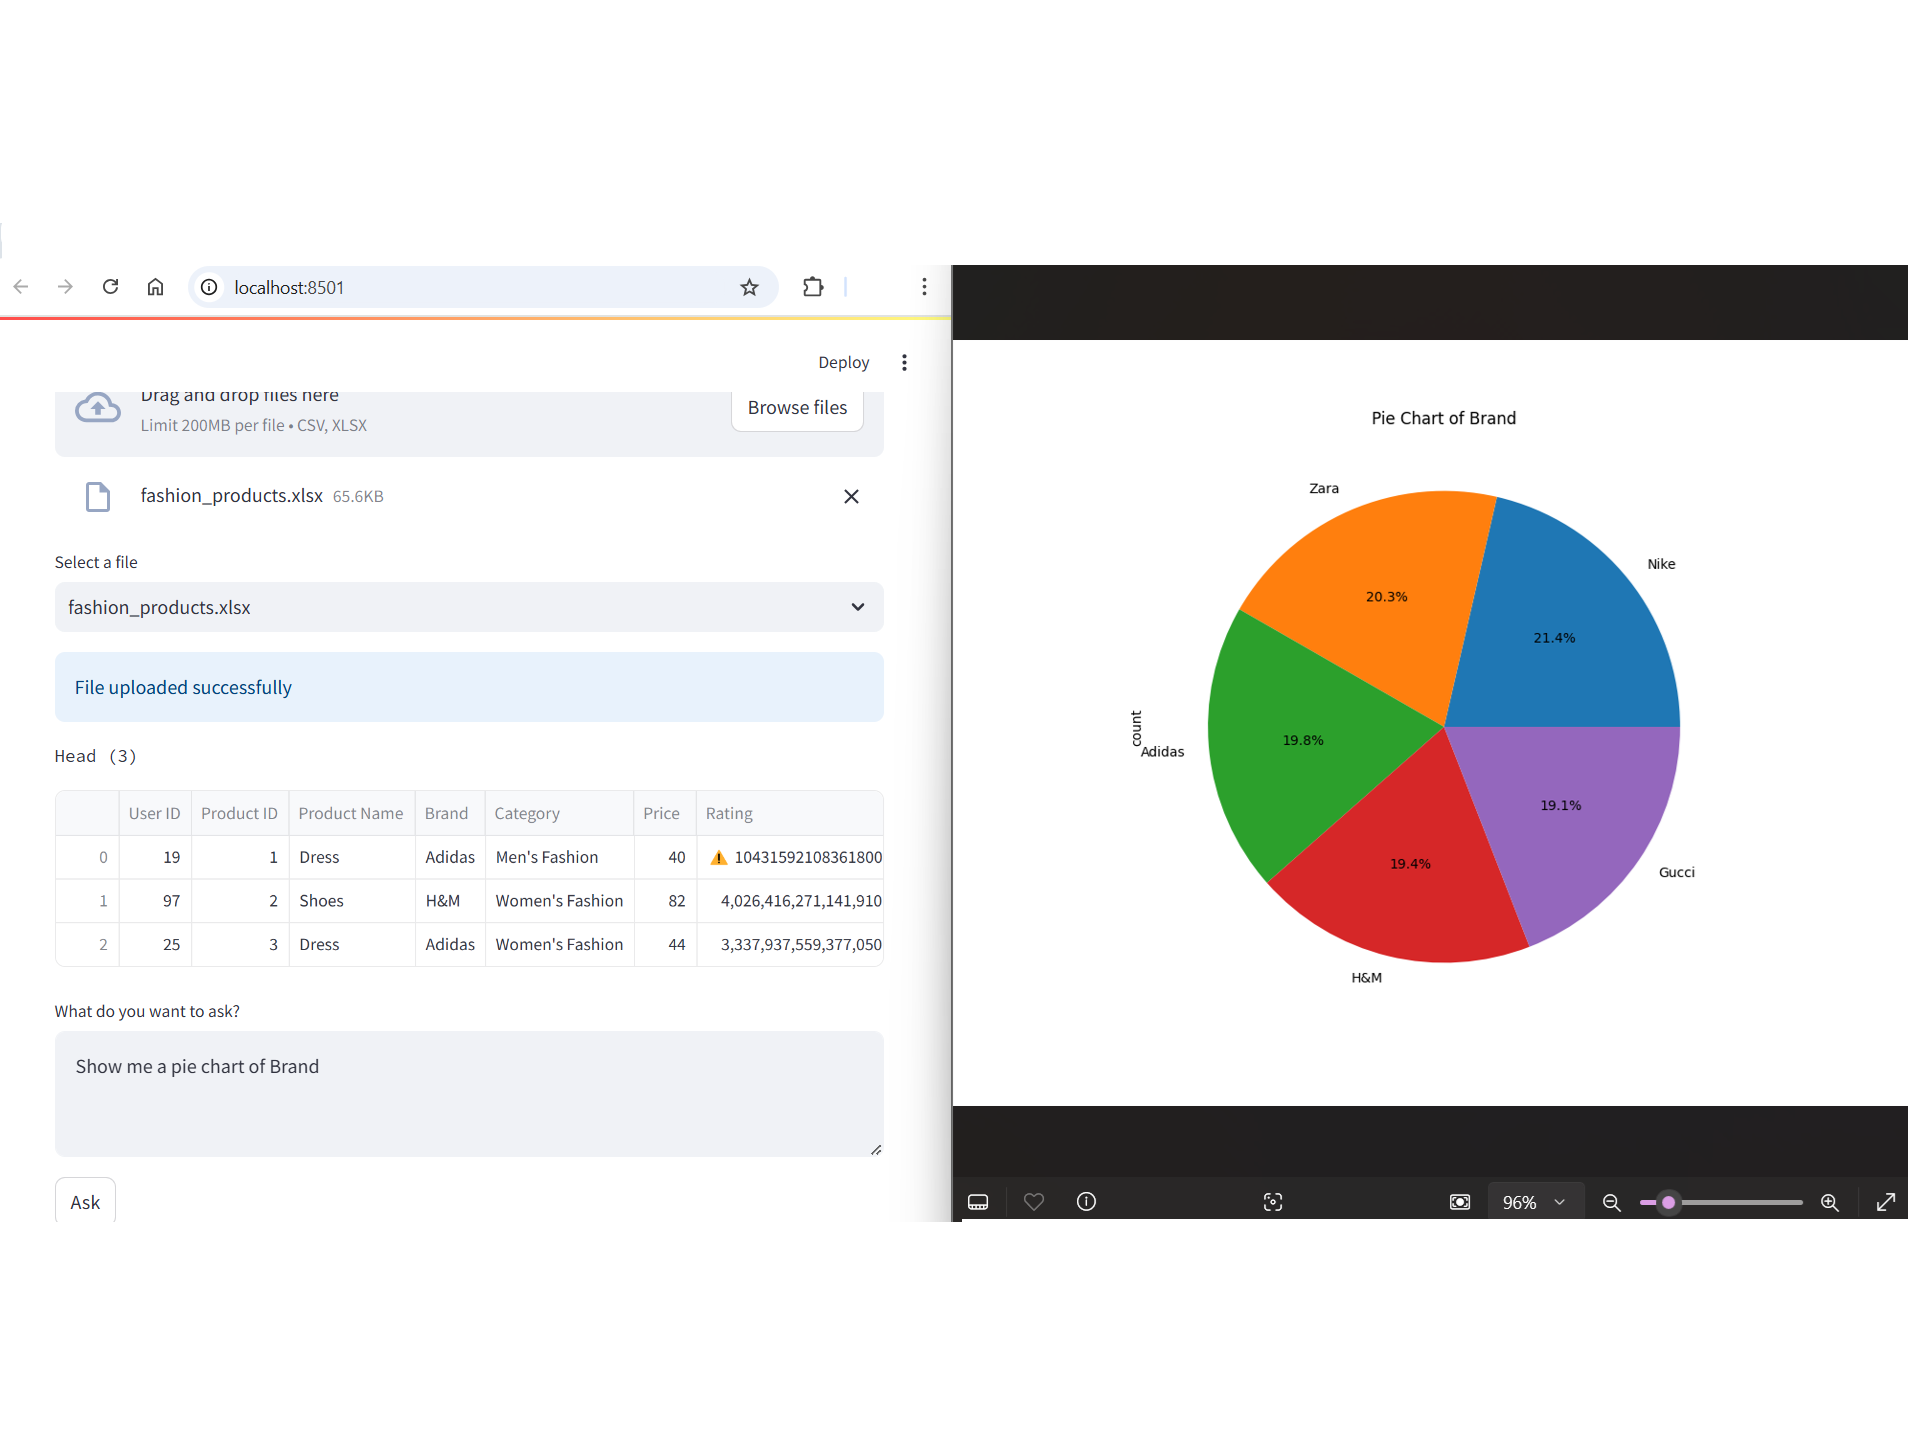 localhost:8501
Deploy
Drag and drop files here
Limit 200MB per file • CSV, XLSX
Browse files
fashion_products.xlsx 65.6KB
Select a file
fashion_products.xlsx
File uploaded successfully
Head (3)
User ID Product ID Product Name Brand Category Price Rating
0 19 1 Dress Adidas Men's Fashion 40 10431592108361800
1 97 2 Shoes H&M Women's Fashion 82 4,026,416,271,141,910
2 25 3 Dress Adidas Women's Fashion 44 3,337,937,559,377,050
What do you want to ask?
Show me a pie chart of Brand
Ask
Pie Chart of Brand
Zara
Nike
20.3%
21.4%
count
Adidas
19.8%
19.1%
19.4%
Gucci
H&M
96%